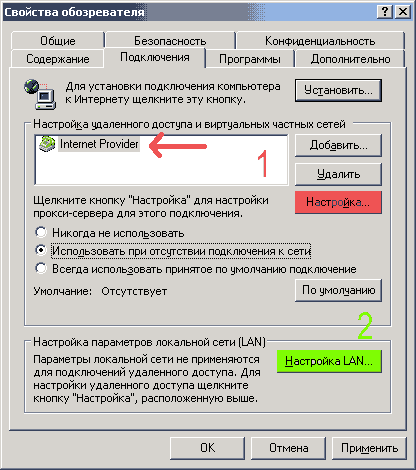 Свойства обозревателя
Общие Безопасность Конфиденциальность
Содержание Подключения Программы Дополнительно
Для установки подключения компьютера
к Интернету щелкните эту кнопку.
Установить...
Настройка удаленного доступа и виртуальных частных сетей
Internet Provider
1
Добавить...
Удалить
Щелкните кнопку "Настройка" для настройки
прокси-сервера для этого подключения.
Настройка...
Никогда не использовать
Использовать при отсутствии подключения к сети
Всегда использовать принятое по умолчанию подключение
Умолчание: Отсутствует
По умолчанию
2
Настройка параметров локальной сети (LAN)
Параметры локальной сети не применяются
для подключений удаленного доступа. Для
настройки удаленного доступа щелкните
кнопку "Настройка", расположенную выше.
Настройка LAN...
OK Отмена Применить